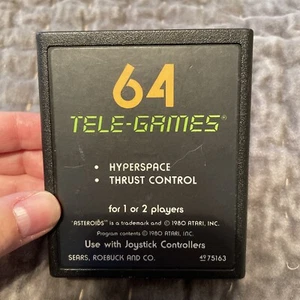 64
TELE-GAMES®
• HYPERSPACE
• THRUST CONTROL
for 1 or 2 players
"ASTEROIDS" is a trademark and © 1980 ATARI, INC.
Program contents © 1980 ATARI, INC.
Use with Joystick Controllers
SEARS, ROEBUCK AND CO. 49 75163